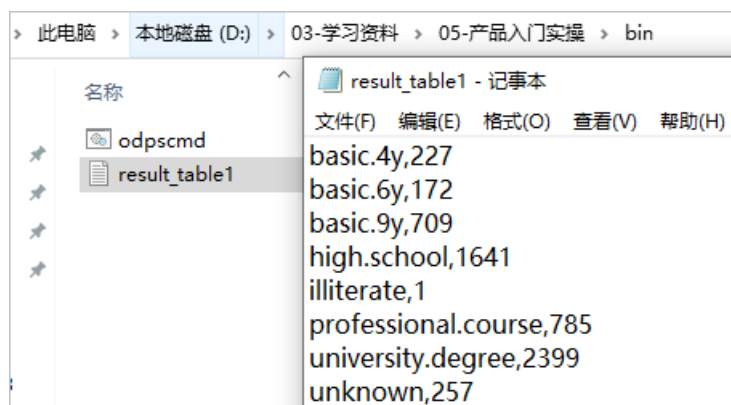 › 此电脑 › 本地磁盘 (D:) › 03-学习资料 › 05-产品入门实操 › bin
名称
odpscmd
result_table1
result_table1 - 记事本
文件(F) 编辑(E) 格式(O) 查看(V) 帮助(H)
basic.4y,227
basic.6y,172
basic.9y,709
high.school,1641
illiterate,1
professional.course,785
university.degree,2399
unknown,257